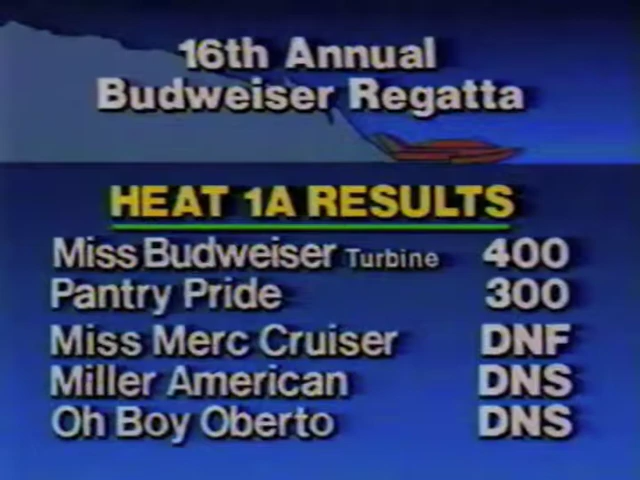 16th Annual
Budweiser Regatta
HEAT 1A RESULTS
Miss Budweiser Turbine 400
Pantry Pride 300
Miss Merc Cruiser DNF
Miller American DNS
Oh Boy Oberto DNS